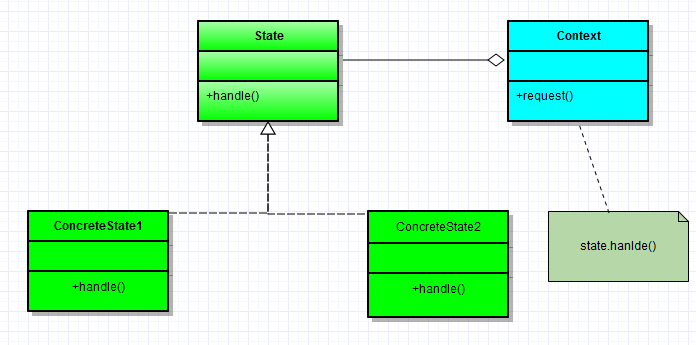 State
Context
+handle()
+request()
ConcreteState1
ConcreteState2
state.hanlde()
+handle()
+handle()